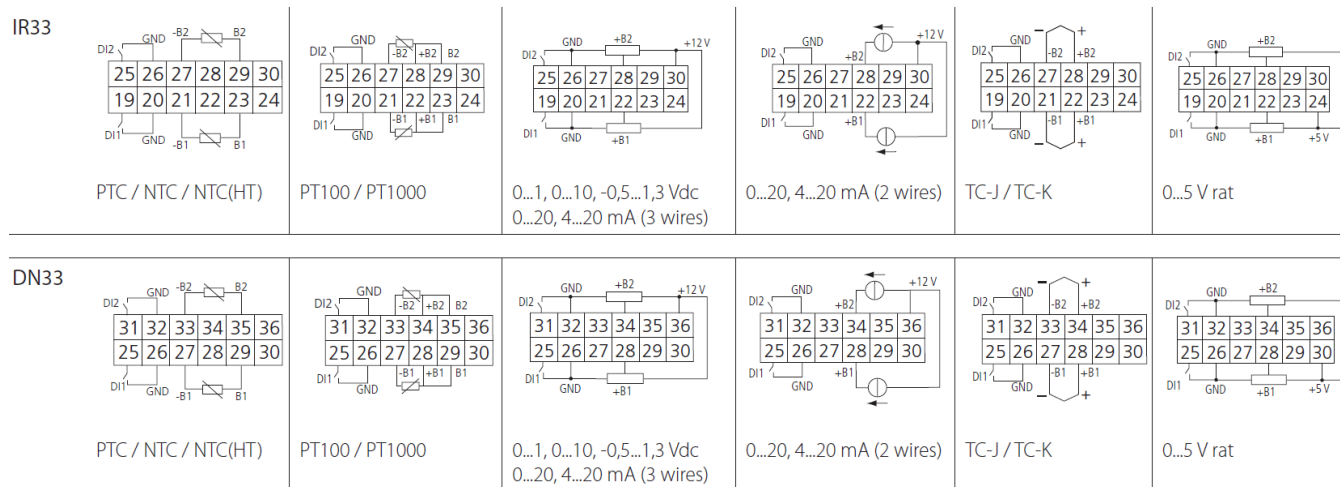 IR33
DI2 GND -B2 B2
25 26 27 28 29 30
19 20 21 22 23 24
DI1 GND -B1 B1
PTC / NTC / NTC(HT)
DI2 GND -B2 +B2 B2
25 26 27 28 29 30
19 20 21 22 23 24
DI1 GND -B1 +B1 B1
PT100 / PT1000
DI2 GND +B2 +12 V
25 26 27 28 29 30
19 20 21 22 23 24
DI1 GND +B1
0...1, 0...10, -0,5...1,3 Vdc
0...20, 4...20 mA (3 wires)
DI2 GND +B2 +12 V
25 26 27 28 29 30
19 20 21 22 23 24
DI1 GND +B1
0...20, 4...20 mA (2 wires)
DI2 GND − -B2 +B2 +
25 26 27 28 29 30
19 20 21 22 23 24
DI1 GND − -B1 +B1 +
TC-J / TC-K
DI2 GND +B2
25 26 27 28 29 30
19 20 21 22 23 24
DI1 GND +B1 +5 V
0...5 V rat
DN33
DI2 GND -B2 B2
31 32 33 34 35 36
25 26 27 28 29 30
DI1 GND -B1 B1
PTC / NTC / NTC(HT)
DI2 GND -B2 +B2 B2
31 32 33 34 35 36
25 26 27 28 29 30
DI1 GND -B1 +B1 B1
PT100 / PT1000
DI2 GND +B2 +12 V
31 32 33 34 35 36
25 26 27 28 29 30
DI1 GND +B1
0...1, 0...10, -0,5...1,3 Vdc
0...20, 4...20 mA (3 wires)
DI2 GND +B2 +12 V
31 32 33 34 35 36
25 26 27 28 29 30
DI1 GND +B1
0...20, 4...20 mA (2 wires)
DI2 GND − -B2 +B2 +
31 32 33 34 35 36
25 26 27 28 29 30
DI1 GND − -B1 +B1 +
TC-J / TC-K
DI2 GND +B2
31 32 33 34 35 36
25 26 27 28 29 30
DI1 GND +B1 +5 V
0...5 V rat